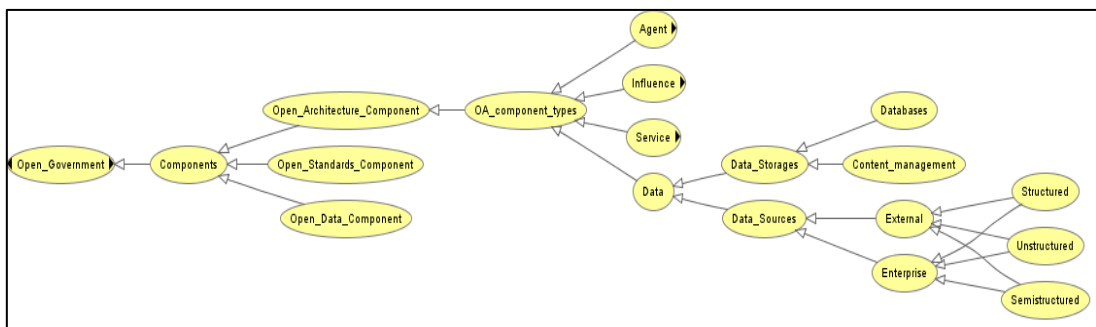 Agent
Influence
Open_Architecture_Component
OA_component_types
Databases
Service
Open_Government
Components
Open_Standards_Component
Data_Storages
Content_management
Data
Structured
Open_Data_Component
Data_Sources
External
Unstructured
Enterprise
Semistructured